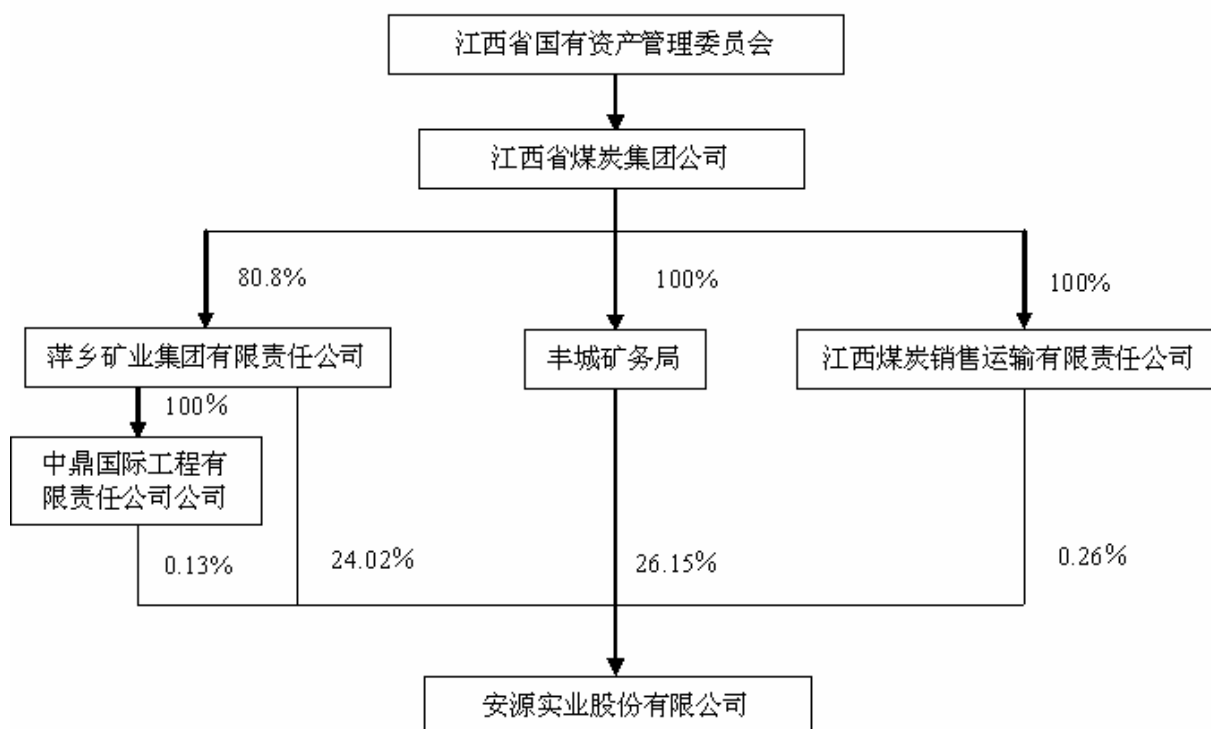 江西省国有资产管理委员会
江西省煤炭集团公司
80.8%
100%
100%
萍乡矿业集团有限责任公司
丰城矿务局
江西煤炭销售运输有限责任公司
100%
中鼎国际工程有
限责任公司公司
0.13%
24.02%
26.15%
0.26%
安源实业股份有限公司